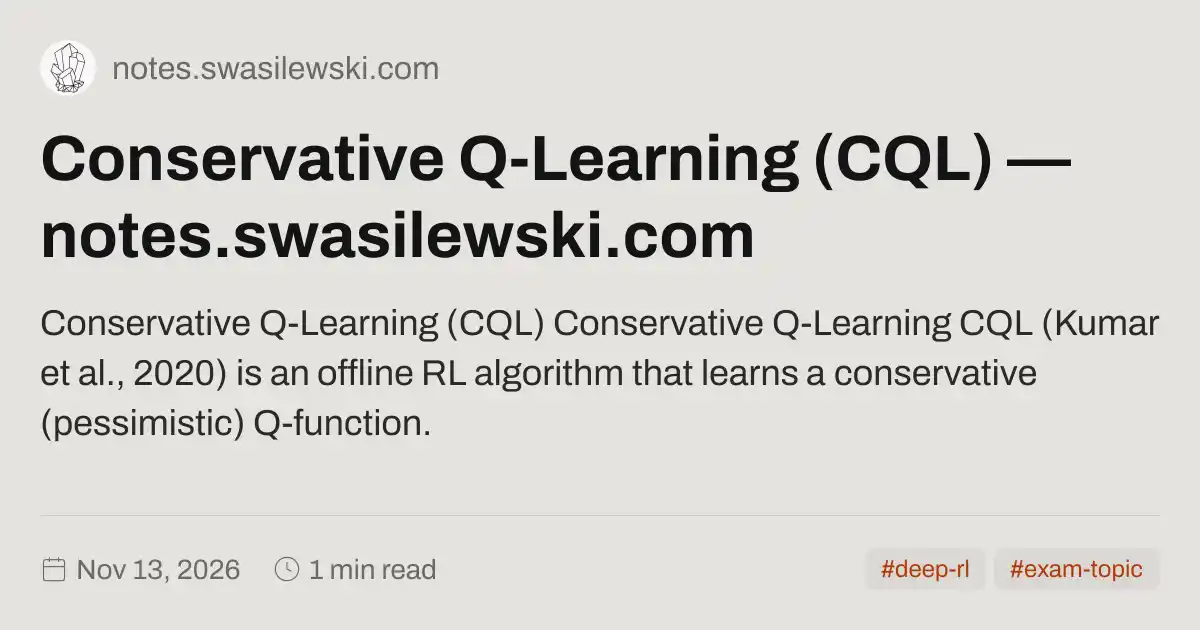 notes.swasilewski.com
Conservative Q-Learning (CQL) —
notes.swasilewski.com
Conservative Q-Learning (CQL) Conservative Q-Learning CQL (Kumar
et al., 2020) is an offline RL algorithm that learns a conservative
(pessimistic) Q-function.
Nov 13, 2026 1 min read #deep-rl #exam-topic